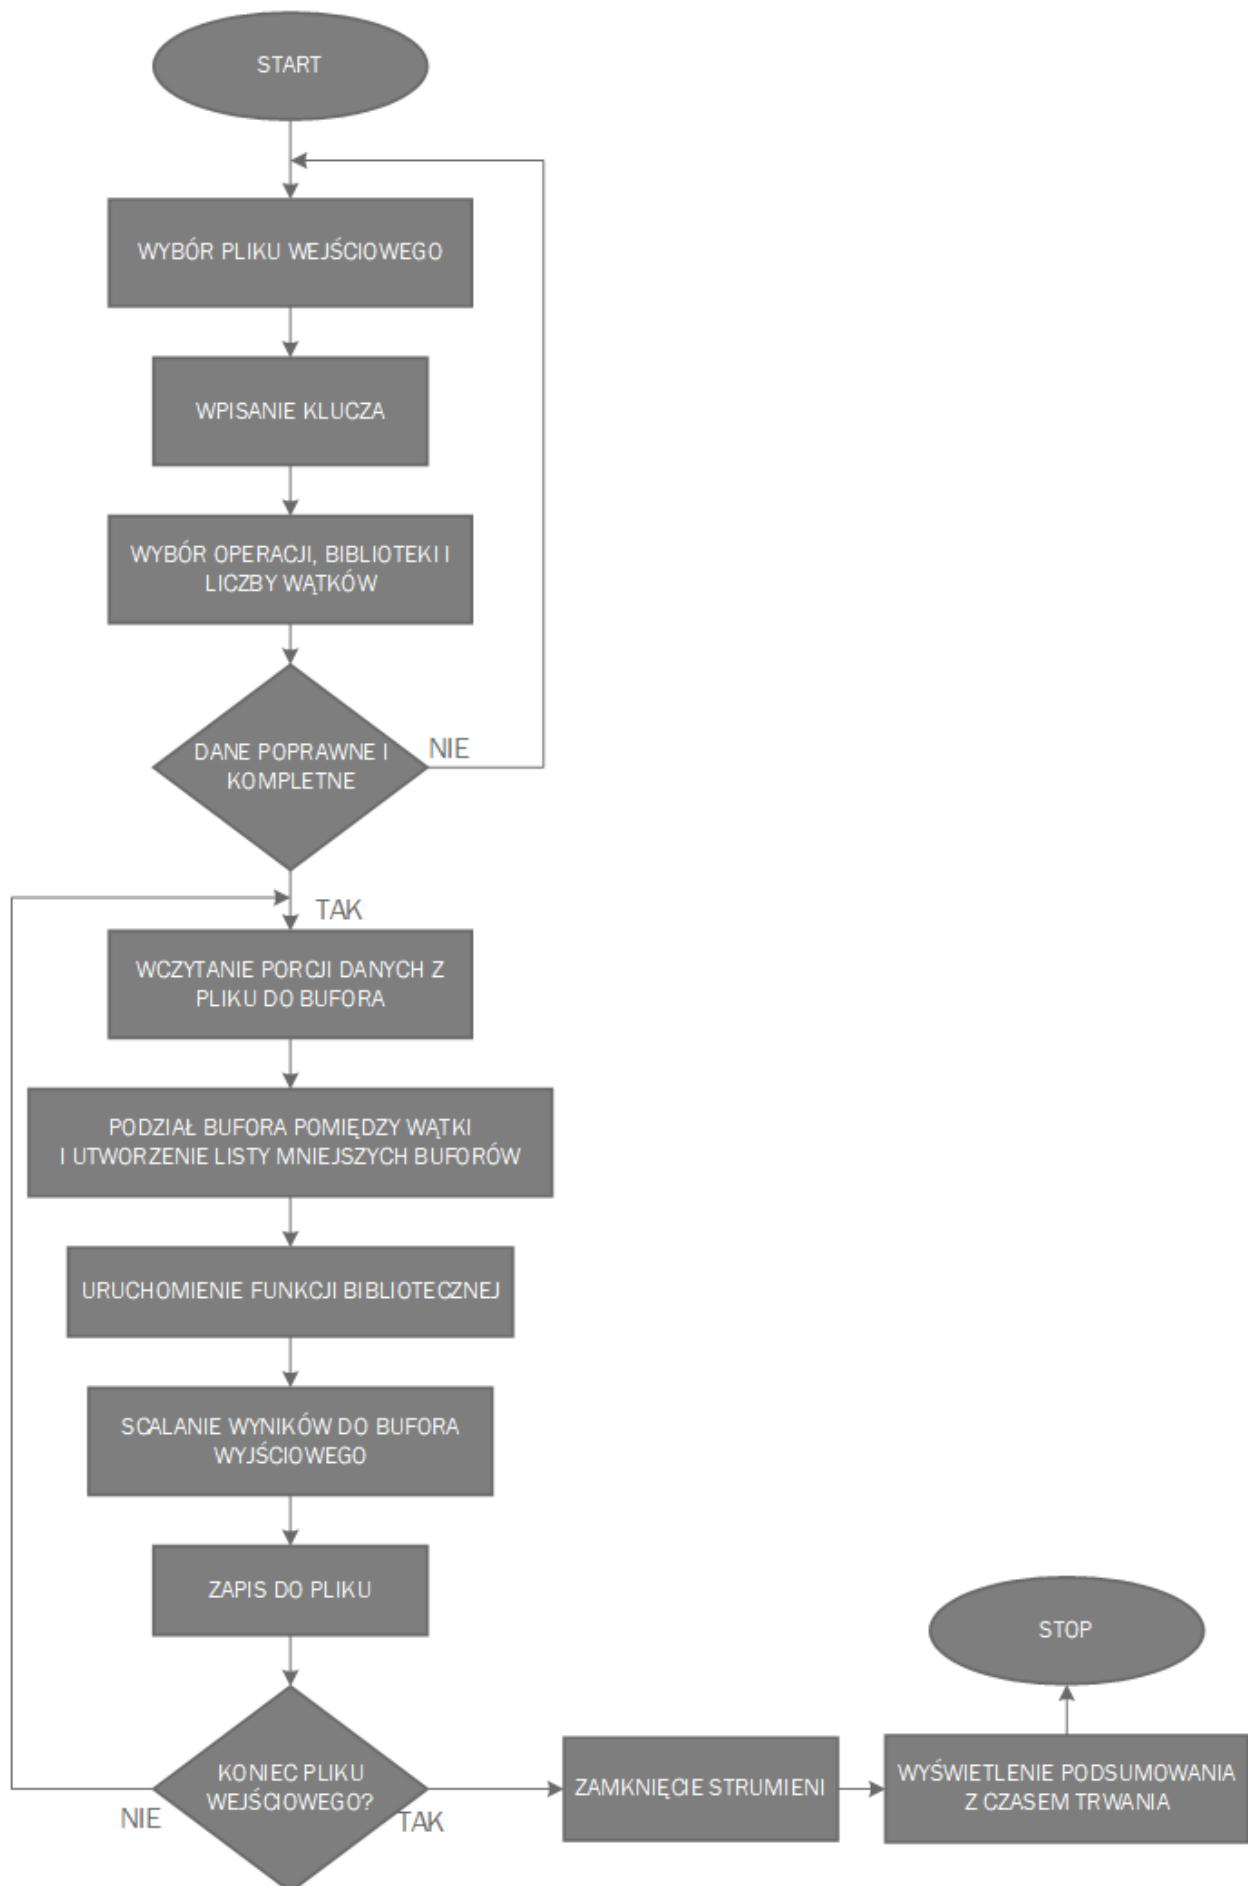 START
WYBÓR PLIKU WEJŚCIOWEGO
WPISANIE KLUCZA
WYBÓR OPERACJI, BIBLIOTEKI I
LICZBY WĄTKÓW
DANE POPRAWNE I
KOMPLETNE
NIE
TAK
WCZYTANIE PORCJI DANYCH Z
PLIKU DO BUFORA
PODZIAŁ BUFORA POMIĘDZY WĄTKI
I UTWORZENIE LISTY MNIEJSZYCH BUFORÓW
URUCHOMIENIE FUNKCJI BIBLIOTECZNEJ
SCALANIE WYNIKÓW DO BUFORA
WYJŚCIOWEGO
ZAPIS DO PLIKU
KONIEC PLIKU
WEJŚCIOWEGO?
NIE
TAK
ZAMKNIĘCIE STRUMIENI
WYŚWIETLENIE PODSUMOWANIA
Z CZASEM TRWANIA
STOP